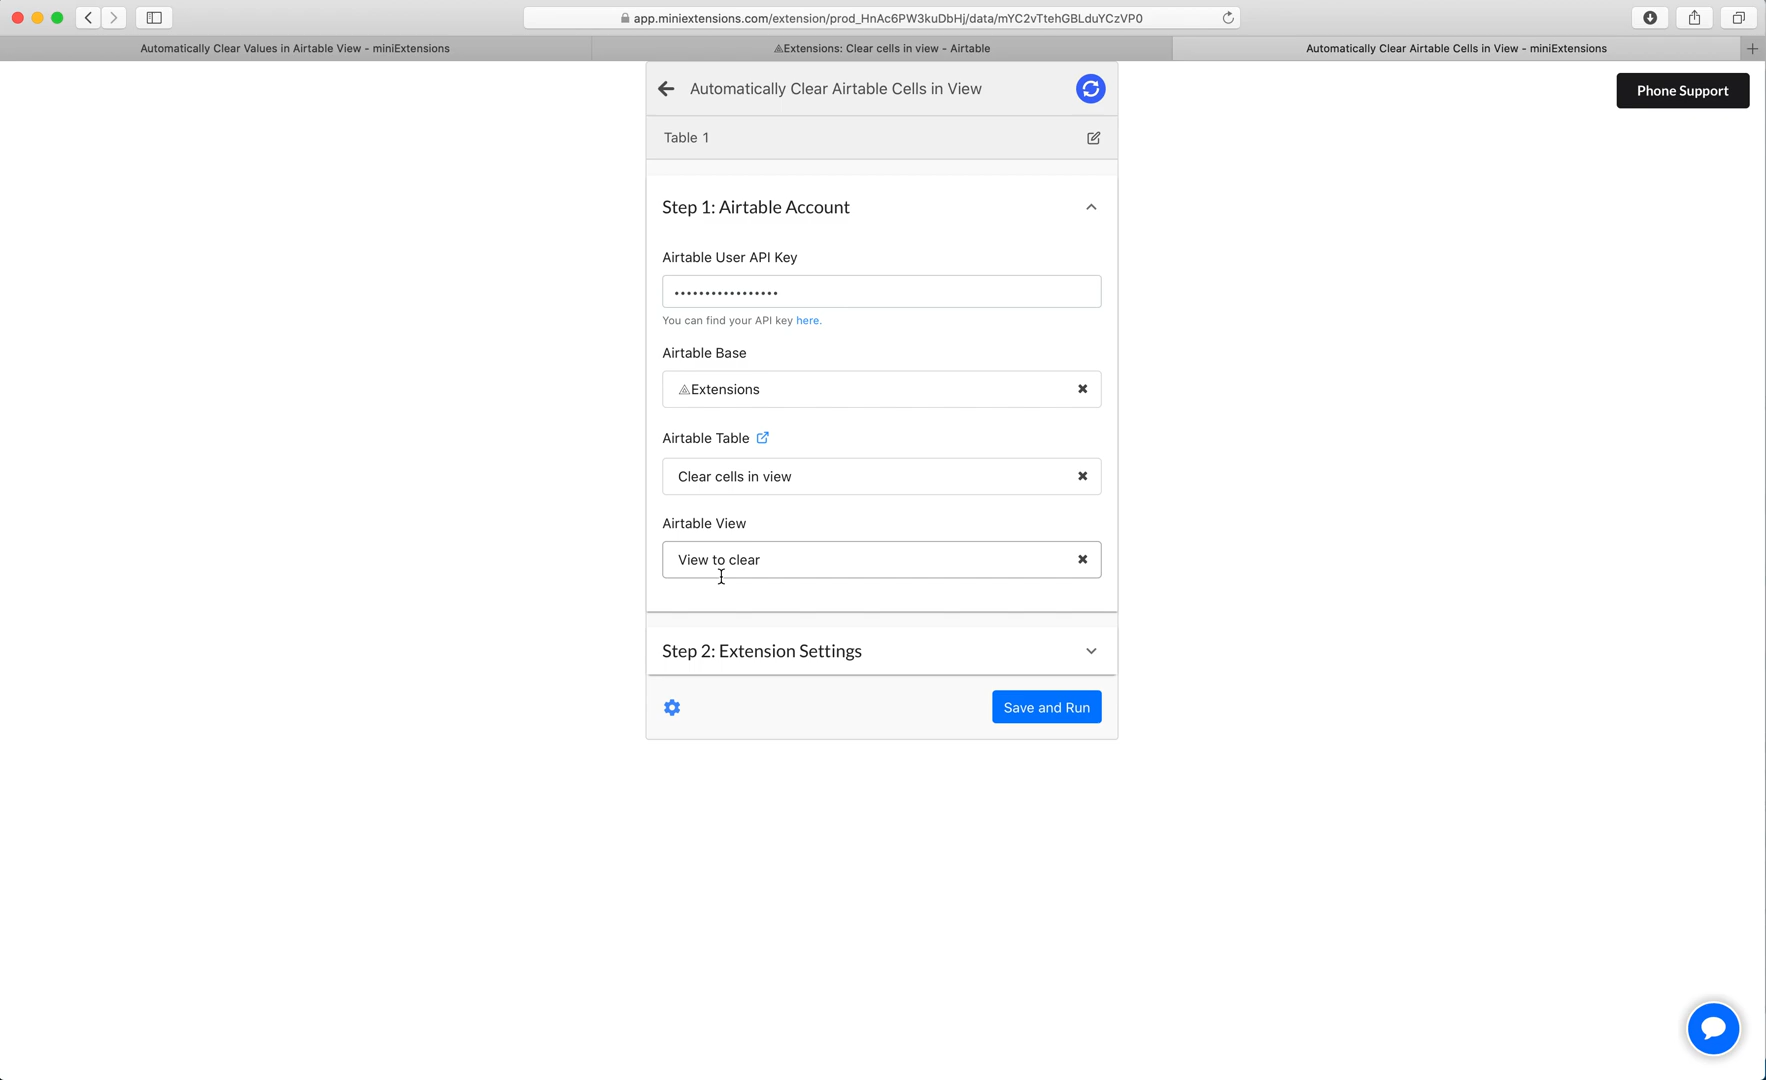 app.miniextensions.com/extension/prod_HnAc6PW3kuDbHj/data/mYC2vTtehGBLduYCzVP0
Automatically Clear Values in Airtable View - miniExtensions
Extensions: Clear cells in view - Airtable
Automatically Clear Airtable Cells in View - miniExtensions
Automatically Clear Airtable Cells in View
Phone Support
Table 1
Step 1: Airtable Account
Airtable User API Key
•••••••••••••••••
You can find your API key here.
Airtable Base
Extensions
Airtable Table
Clear cells in view
Airtable View
View to clear
Step 2: Extension Settings
Save and Run